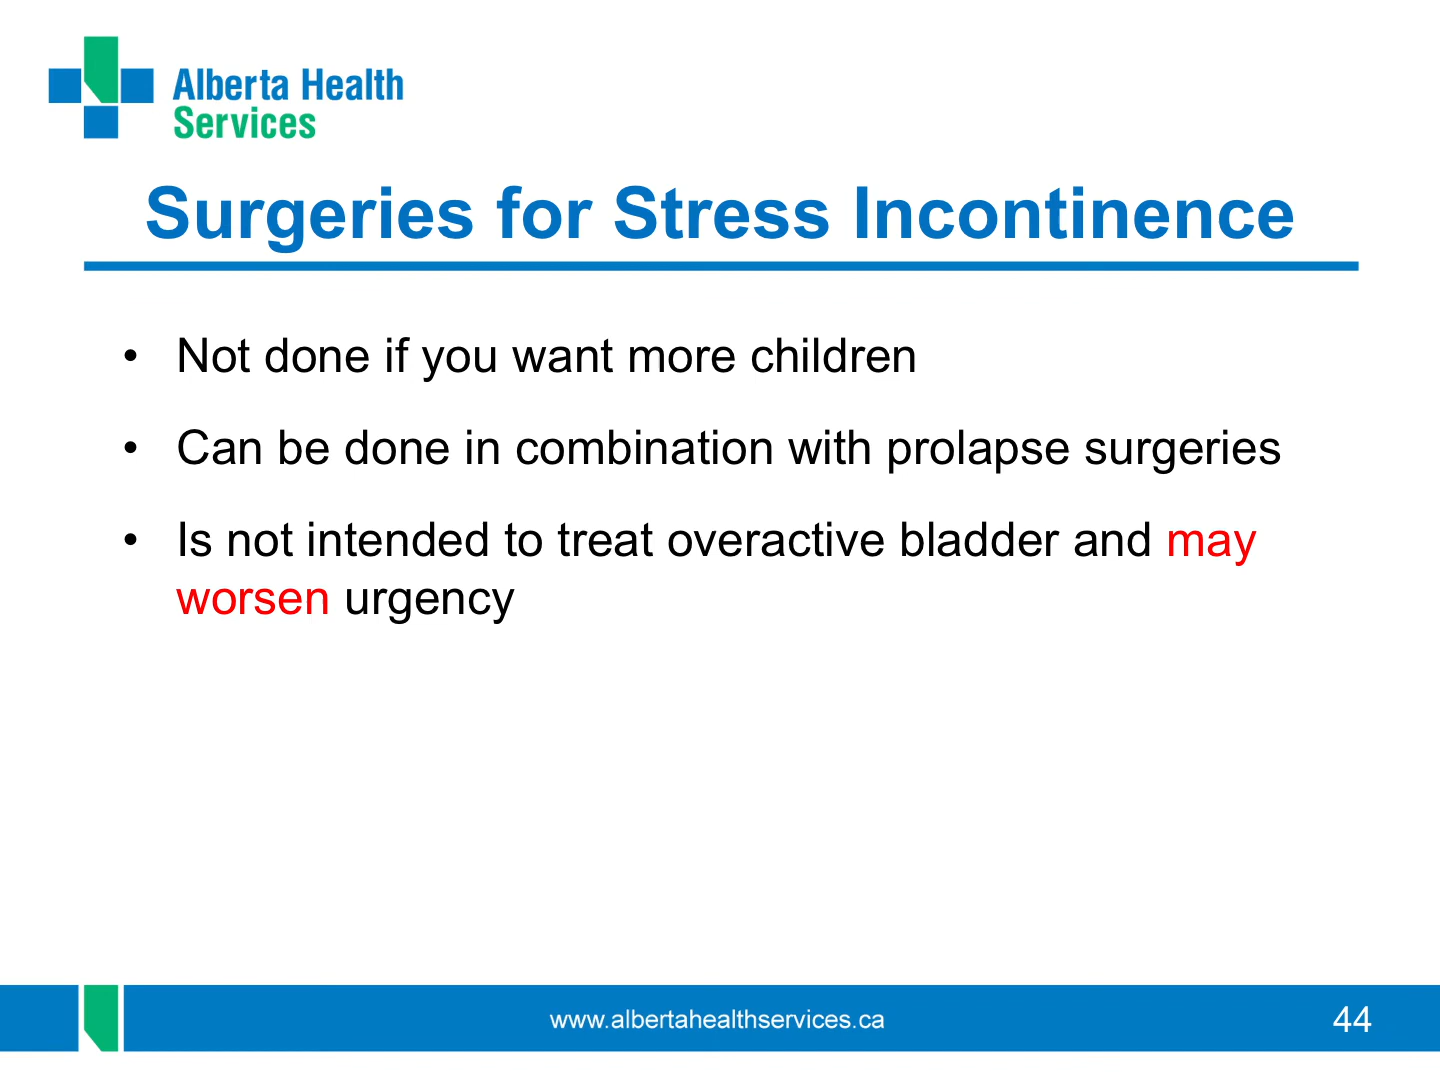 Alberta Health
Services
Surgeries for Stress Incontinence
• Not done if you want more children
• Can be done in combination with prolapse surgeries
• Is not intended to treat overactive bladder and may
worsen urgency
www.albertahealthservices.ca
44